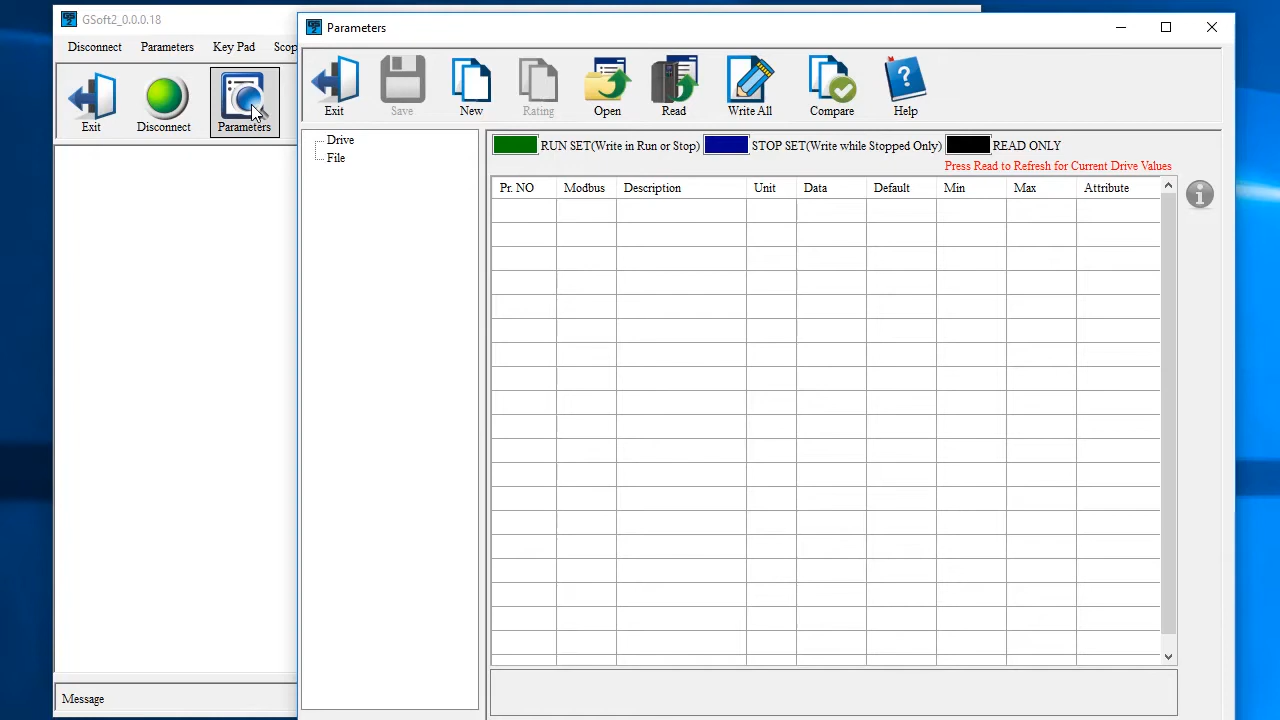 GSoft2_0.0.0.18
Disconnect Parameters Key Pad Scop
Exit Disconnect Parameters
Parameters
Exit Save New Rating Open Read Write All Compare Help
Drive
File
RUN SET(Write in Run or Stop) STOP SET(Write while Stopped Only) READ ONLY
Press Read to Refresh for Current Drive Values
Pr. NO Modbus Description Unit Data Default Min Max Attribute
Message